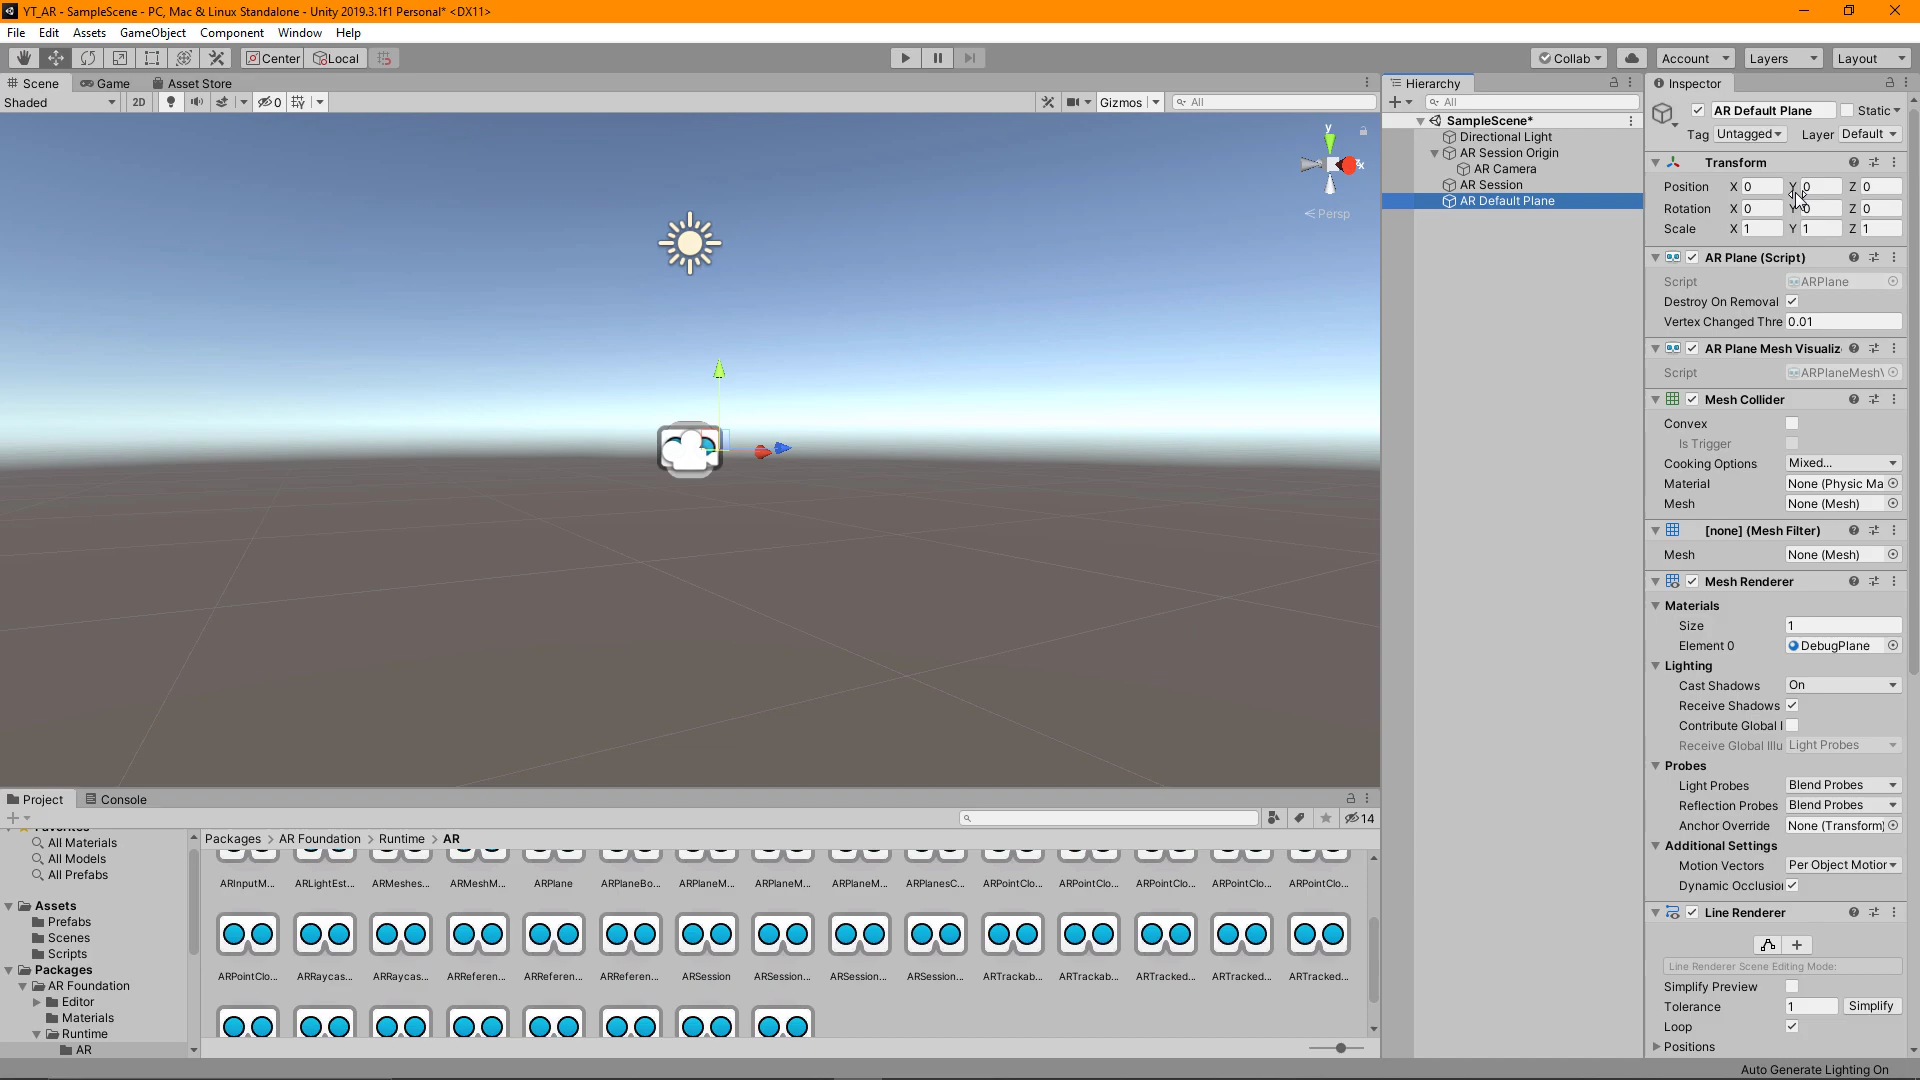 YT_AR - SampleScene - PC, Mac & Linux Standalone - Unity 2019.3.1f1 Personal* <DX11>
File Edit Assets GameObject Component Window Help
Center Local Collab Account Layers Layout
Scene Game Asset Store
Shaded 2D 0 Gizmos All
y
x
Persp
Hierarchy
All
SampleScene*
Directional Light
AR Session Origin
AR Camera
AR Session
AR Default Plane
Inspector
AR Default Plane Static
Tag Untagged Layer Default
Transform
Position X 0 Y 0 Z 0
Rotation X 0 Y 0 Z 0
Scale X 1 Y 1 Z 1
AR Plane (Script)
Script ARPlane
Destroy On Removal
Vertex Changed Thre 0.01
AR Plane Mesh Visualiz
Script ARPlaneMesh
Mesh Collider
Convex
Is Trigger
Cooking Options Mixed...
Material None (Physic Ma
Mesh None (Mesh)
[none] (Mesh Filter)
Mesh None (Mesh)
Mesh Renderer
Materials
Size 1
Element 0 DebugPlane
Lighting
Cast Shadows On
Receive Shadows
Contribute Global I
Receive Global Illu Light Probes
Probes
Light Probes Blend Probes
Reflection Probes Blend Probes
Anchor Override None (Transform)
Additional Settings
Motion Vectors Per Object Motion
Dynamic Occlusion
Line Renderer
Line Renderer Scene Editing Mode:
Simplify Preview
Tolerance 1 Simplify
Loop
Positions
Project Console
14
Favorites
All Materials
All Models
All Prefabs
Assets
Prefabs
Scenes
Scripts
Packages
AR Foundation
Editor
Materials
Runtime
AR
Packages > AR Foundation > Runtime > AR
ARInputM... ARLightEst... ARMeshes... ARMeshM... ARPlane ARPlaneBo... ARPlaneM... ARPlaneM... ARPlaneM... ARPlanesC... ARPointClo... ARPointClo... ARPointClo... ARPointClo... ARPointClo...
ARPointClo... ARRaycas... ARRaycas... ARReferen... ARReferen... ARReferen... ARSession ARSession... ARSession... ARSession... ARTrackab... ARTrackab... ARTracked... ARTracked... ARTracked...
Auto Generate Lighting On